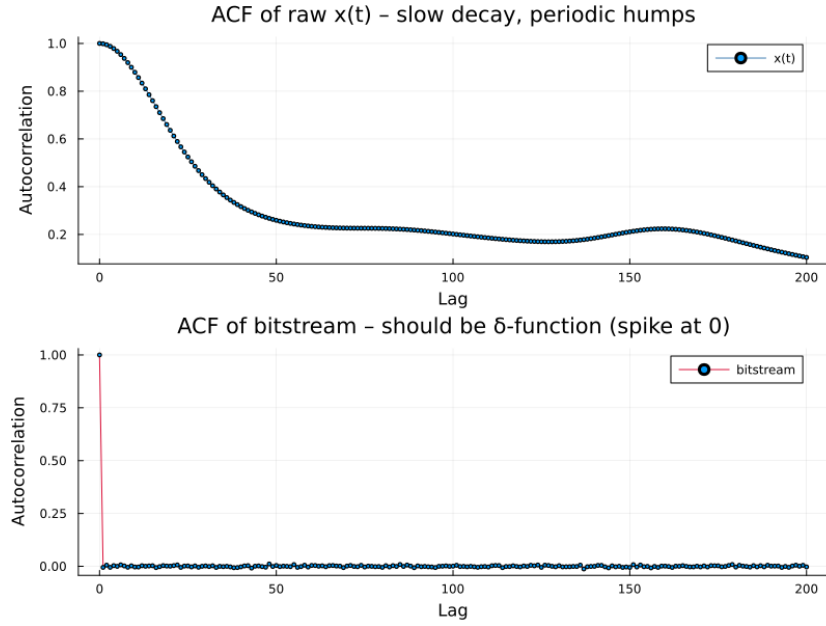 ACF of raw x(t) – slow decay, periodic humps
1.0
0.8
0.6
0.4
0.2
Autocorrelation
x(t)
0
50
100
150
200
Lag
ACF of bitstream – should be δ-function (spike at 0)
1.00
0.75
0.50
0.25
0.00
Autocorrelation
bitstream
0
50
100
150
200
Lag